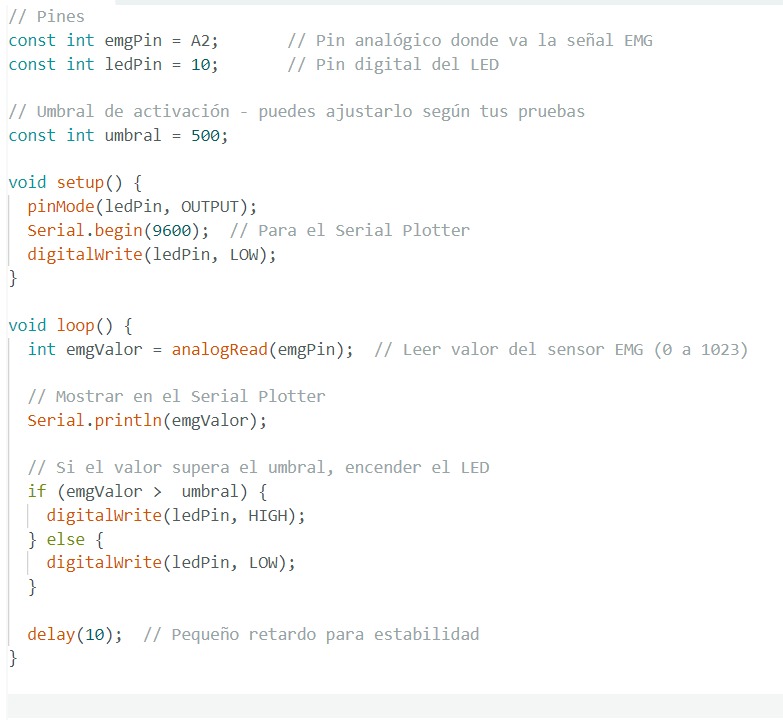 // Pines
const int emgPin = A2;       // Pin analógico donde va la señal EMG
const int ledPin = 10;       // Pin digital del LED
// Umbral de activación - puedes ajustarlo según tus pruebas
const int umbral = 500;
void setup() {
  pinMode(ledPin, OUTPUT);
  Serial.begin(9600);  // Para el Serial Plotter
  digitalWrite(ledPin, LOW);
}
void loop() {
  int emgValor = analogRead(emgPin);  // Leer valor del sensor EMG (0 a 1023)
  // Mostrar en el Serial Plotter
  Serial.println(emgValor);
  // Si el valor supera el umbral, encender el LED
  if (emgValor >  umbral) {
    digitalWrite(ledPin, HIGH);
  } else {
    digitalWrite(ledPin, LOW);
  }
  delay(10);  // Pequeño retardo para estabilidad
}